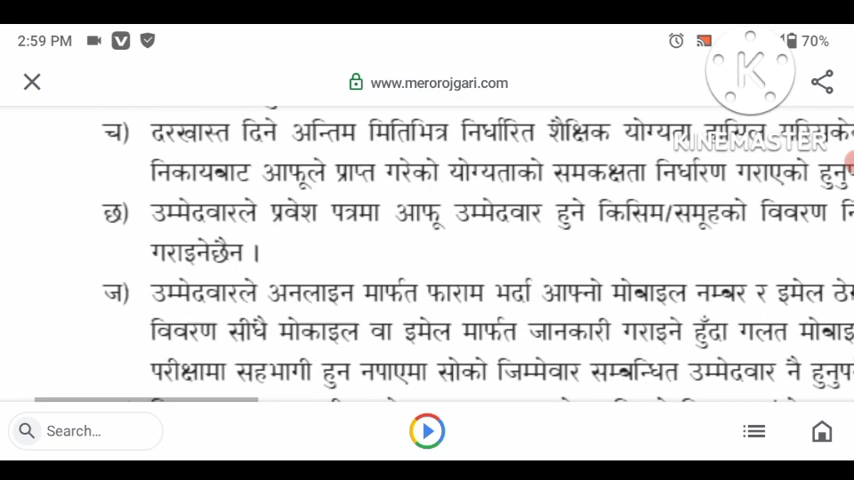 2:59 PM 70%
www.merorojgari.com
K
KINEMASTER
च) दरखास्त दिने अन्तिम मितिभित्र निर्धारित शैक्षिक योग्यता
निकायबाट आफूले प्राप्त गरेको योग्यताको समकक्षता निर्धारण गराएको
छ) उम्मेदवारले प्रवेश पत्रमा आफू उम्मेदवार हुने किसिम/समूहको विवरण
गराइनेछैन ।
ज) उम्मेदवारले अनलाइन मार्फत फाराम भर्दा आफ्नो मोबाइल नम्बर र इमेल
विवरण सीधै मोकाइल वा इमेल मार्फत जानकारी गराइने हुँदा गलत
परीक्षामा सहभागी हुन नपाएमा सोको जिम्मेवार सम्बन्धित उम्मेदवार नै
Search...